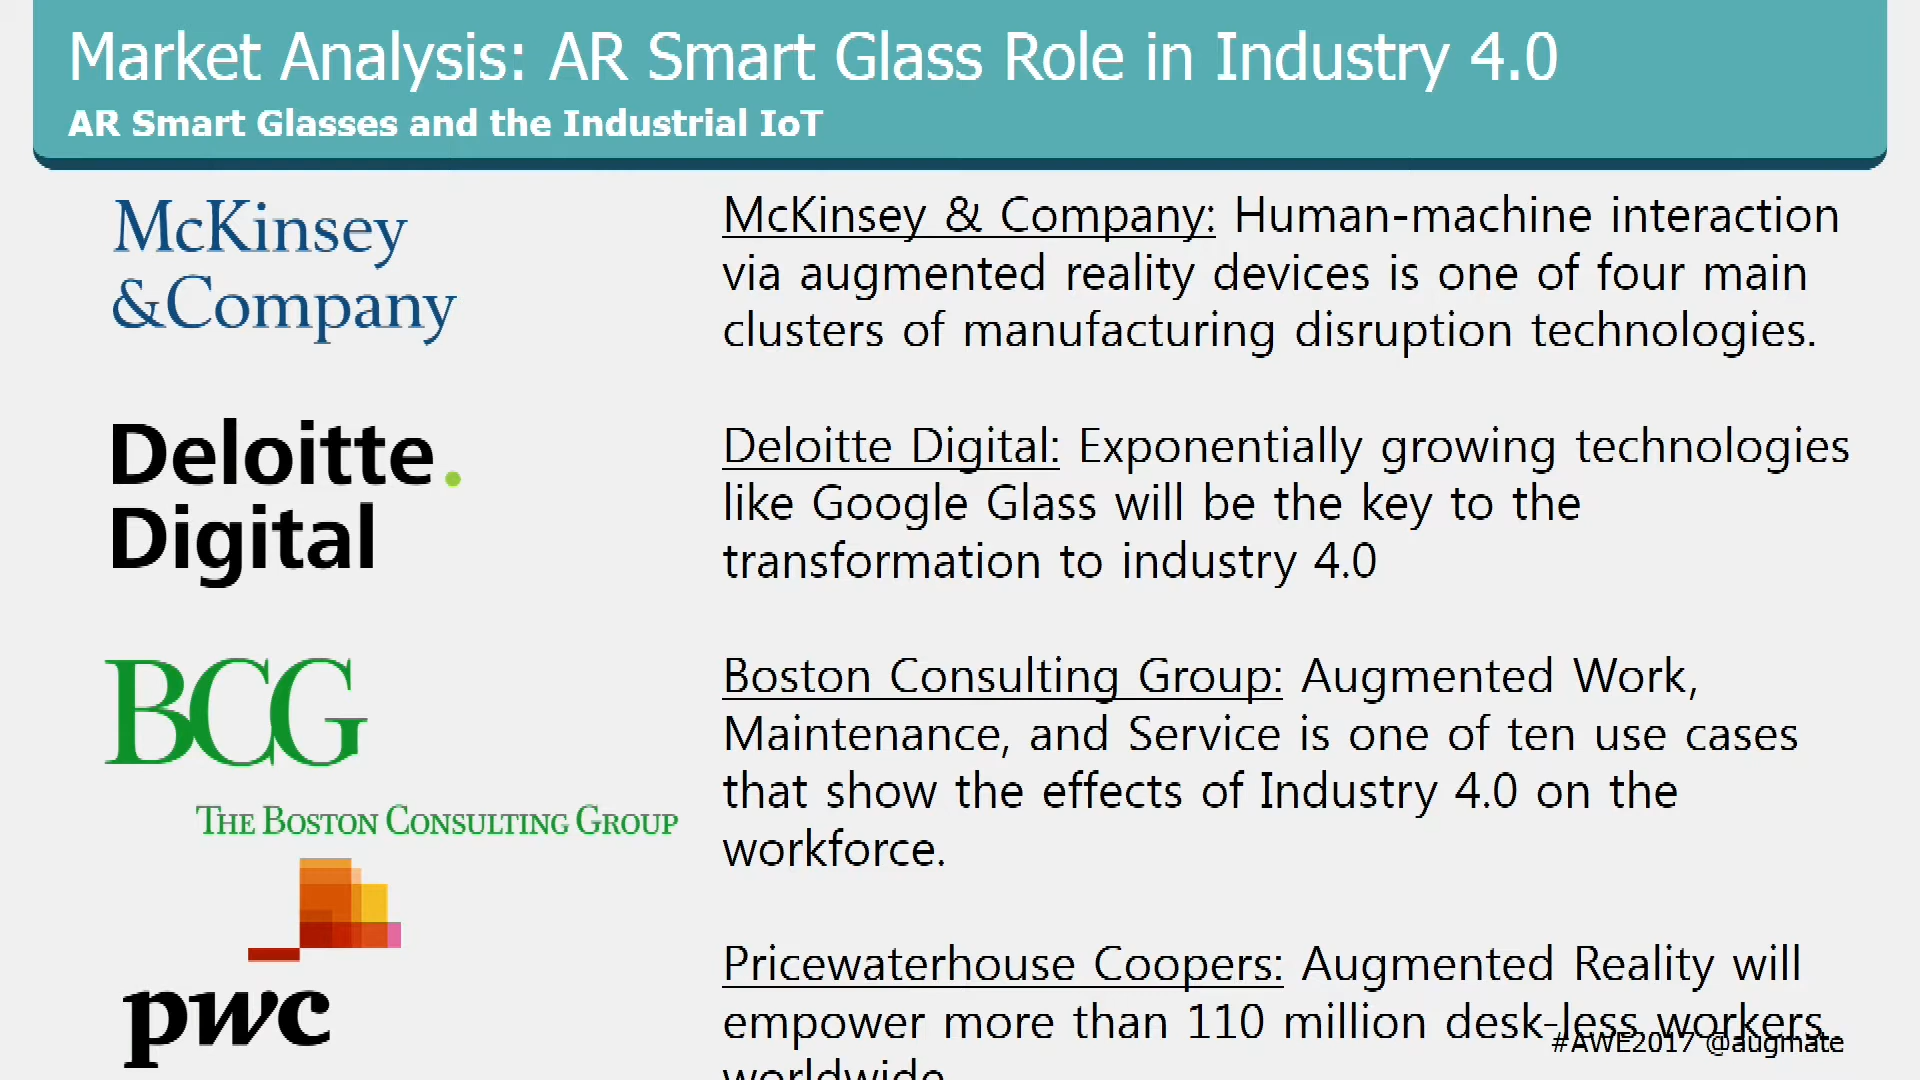 Market Analysis: AR Smart Glass Role in Industry 4.0
AR Smart Glasses and the Industrial IoT
McKinsey
&Company
McKinsey & Company: Human-machine interaction
via augmented reality devices is one of four main
clusters of manufacturing disruption technologies.
Deloitte.
Digital
Deloitte Digital: Exponentially growing technologies
like Google Glass will be the key to the
transformation to industry 4.0
BCG
THE BOSTON CONSULTING GROUP
Boston Consulting Group: Augmented Work,
Maintenance, and Service is one of ten use cases
that show the effects of Industry 4.0 on the
workforce.
pwc
Pricewaterhouse Coopers: Augmented Reality will
empower more than 110 million desk-less workers
worldwide
#AWE2017 @augmate